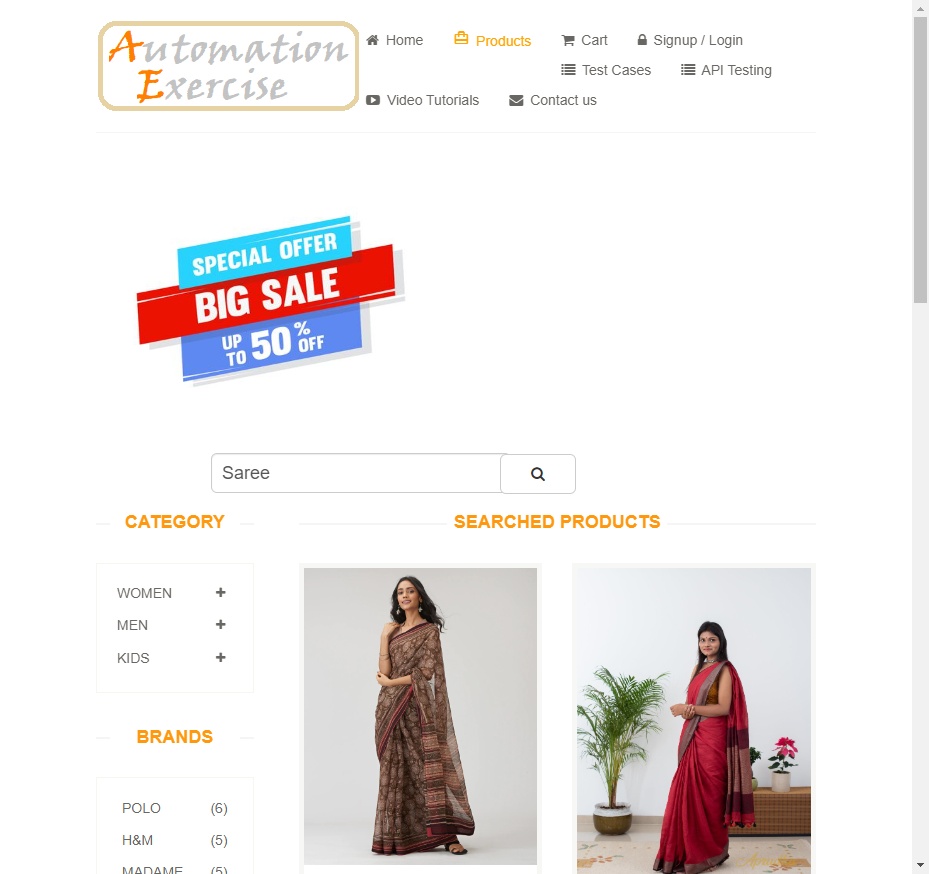 Automation
Exercise
Home
Products
Cart
Signup / Login
Test Cases
API Testing
Video Tutorials
Contact us
SPECIAL OFFER
BIG SALE
UP TO 50% OFF
Saree
CATEGORY
WOMEN
MEN
KIDS
BRANDS
POLO (6)
H&M (5)
MADAME (5)
SEARCHED PRODUCTS